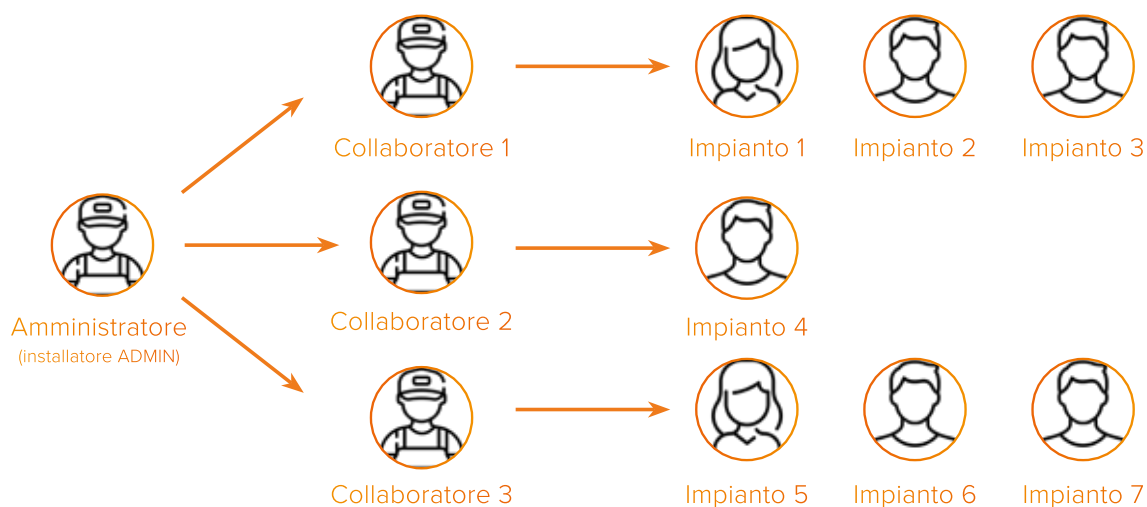 Collaboratore 1
Impianto 1
Impianto 2
Impianto 3
Amministratore
(installatore ADMIN)
Collaboratore 2
Impianto 4
Collaboratore 3
Impianto 5
Impianto 6
Impianto 7